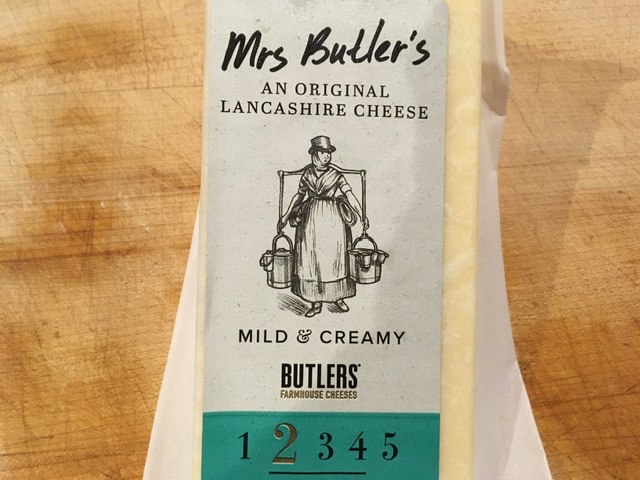 Mrs Butler's
AN ORIGINAL
LANCASHIRE CHEESE
MILD & CREAMY
BUTLERS
FARMHOUSE CHEESES
1 2 3 4 5